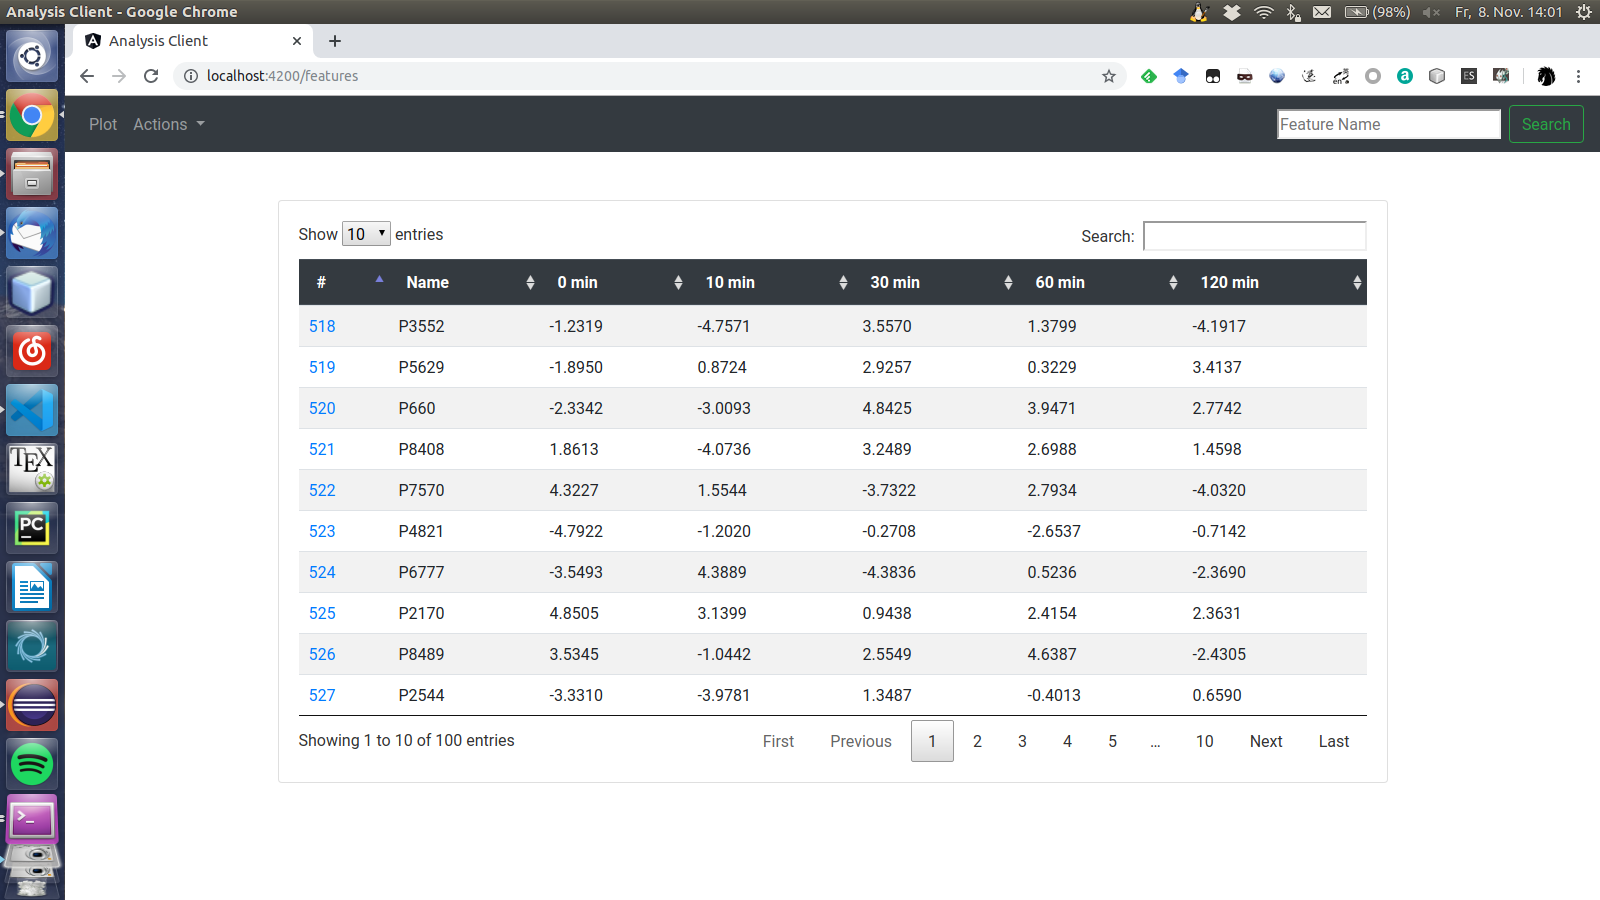 Analysis Client - Google Chrome (98%) Fr, 8. Nov. 14:01
Analysis Client
localhost:4200/features en ES
Plot Actions Feature Name Search
Show 10 entries Search:
# Name 0 min 10 min 30 min 60 min 120 min
518 P3552 -1.2319 -4.7571 3.5570 1.3799 -4.1917
519 P5629 -1.8950 0.8724 2.9257 0.3229 3.4137
520 P660 -2.3342 -3.0093 4.8425 3.9471 2.7742
521 P8408 1.8613 -4.0736 3.2489 2.6988 1.4598
522 P7570 4.3227 1.5544 -3.7322 2.7934 -4.0320
523 P4821 -4.7922 -1.2020 -0.2708 -2.6537 -0.7142
524 P6777 -3.5493 4.3889 -4.3836 0.5236 -2.3690
525 P2170 4.8505 3.1399 0.9438 2.4154 2.3631
526 P8489 3.5345 -1.0442 2.5549 4.6387 -2.4305
527 P2544 -3.3310 -3.9781 1.3487 -0.4013 0.6590
Showing 1 to 10 of 100 entries First Previous 1 2 3 4 5 … 10 Next Last
TEX
PC